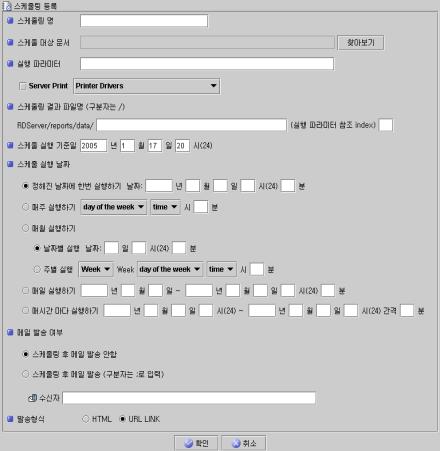 스케줄링 등록
스케줄링 명
스케줄 대상 문서 찾아보기
실행 파라미터
Server Print Printer Drivers
스케줄링 결과 파일명 (구분자는 /)
RDServer/reports/data/ (실행 파라미터 참조 index)
스케줄 실행 기준일 2005 년 1 월 17 일 20 시(24)
스케줄 실행 날짜
정해진 날짜에 한번 실행하기 날짜: 년 월 일 시(24) 분
매주 실행하기 day of the week time 시 분
매월 실행하기
날짜별 실행 날짜: 일 시(24) 분
주별 실행 Week Week day of the week time 시 분
매일 실행하기 년 월 일 ~ 년 월 일 시(24) 분
매시간 마다 실행하기 년 월 일 시(24) ~ 년 월 일 시(24) 간격 분
메일 발송 여부
스케줄링 후 메일 발송 안함
스케줄링 후 메일 발송 (구분자는 ;로 입력)
수신자
발송형식 HTML URL LINK
확인 취소